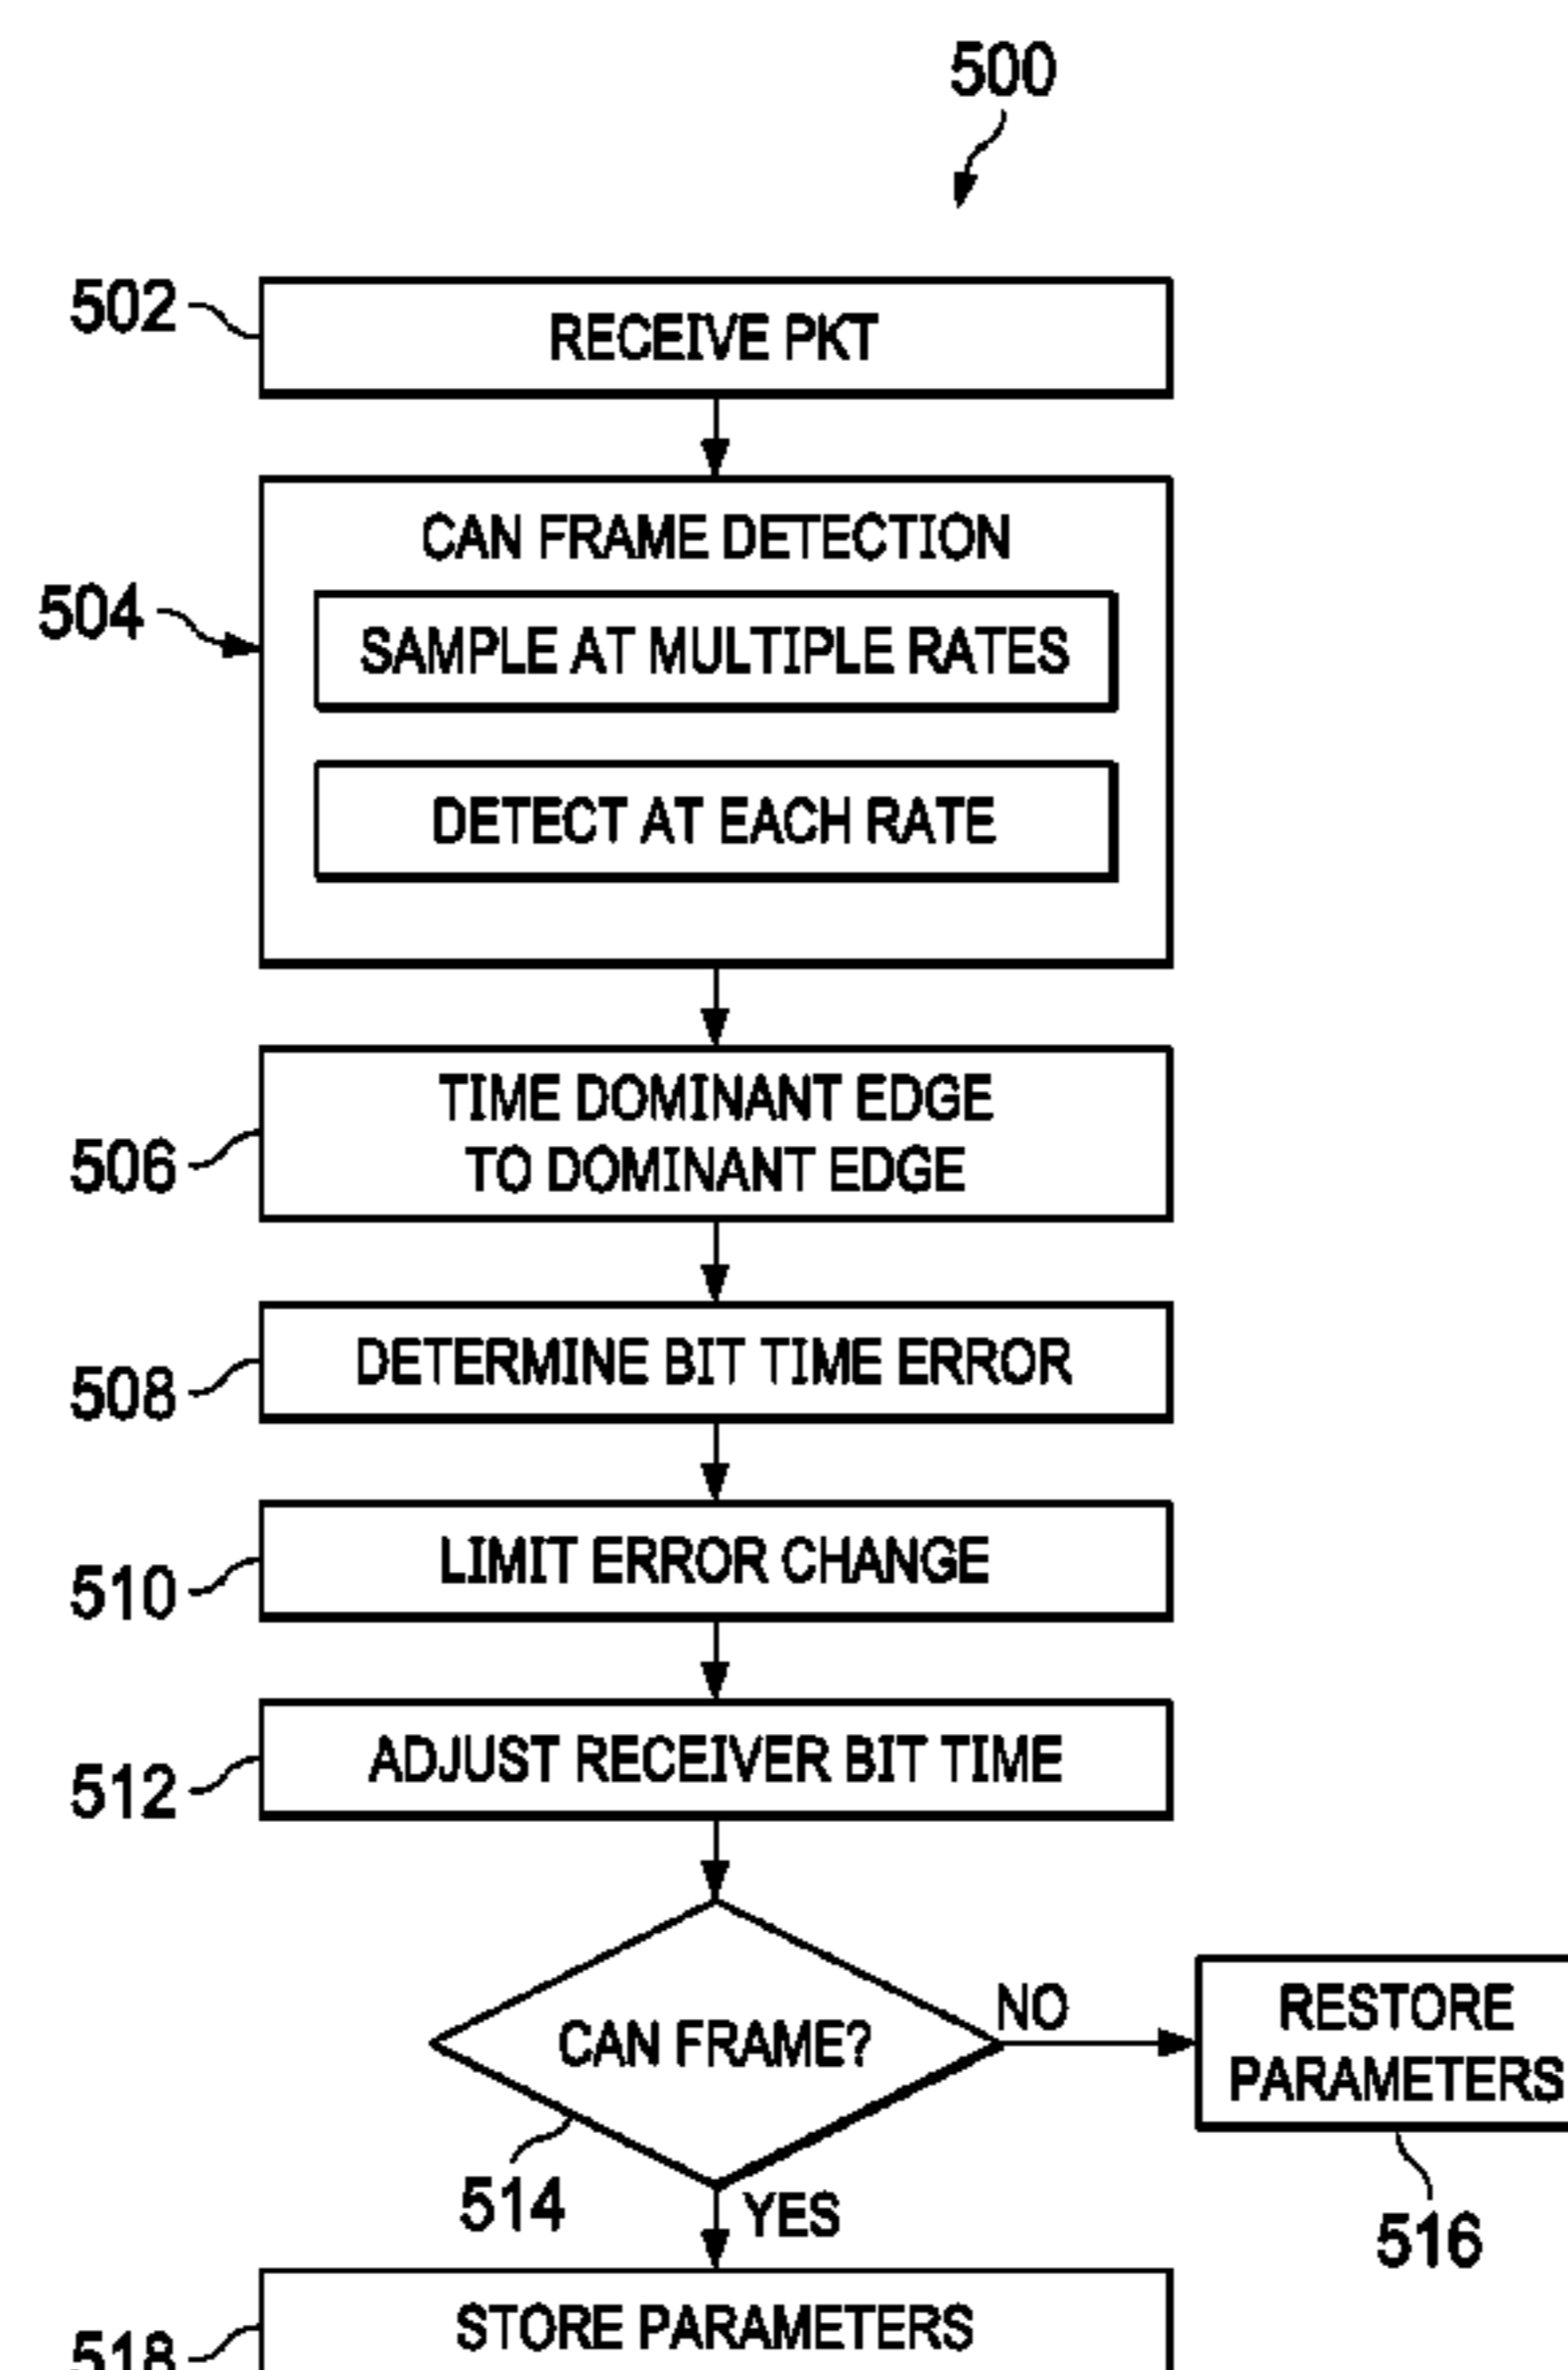 500
502
RECEIVE PKT
CAN FRAME DETECTION
504
SAMPLE AT MULTIPLE RATES
DETECT AT EACH RATE
TIME DOMINANT EDGE
TO DOMINANT EDGE
506
DETERMINE BIT TIME ERROR
508
LIMIT ERROR CHANGE
510
ADJUST RECEIVER BIT TIME
512
CAN FRAME?
NO
RESTORE
PARAMETERS
514
YES
516
STORE PARAMETERS
518